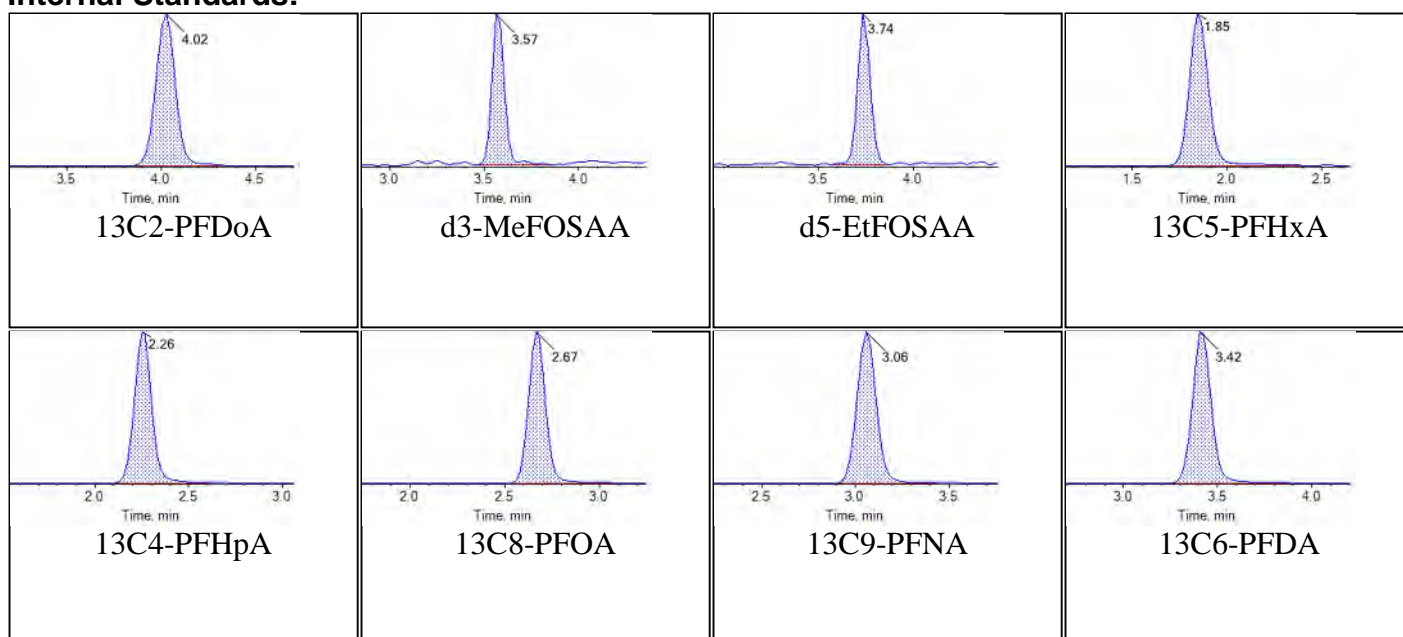 Internal Standards:
4.02
3.5 4.0 4.5
Time, min
13C2-PFDoA
3.57
3.0 3.5 4.0
Time, min
d3-MeFOSAA
3.74
3.5 4.0
Time, min
d5-EtFOSAA
1.85
1.5 2.0 2.5
Time, min
13C5-PFHxA
2.26
2.0 2.5 3.0
Time, min
13C4-PFHpA
2.67
2.0 2.5 3.0
Time, min
13C8-PFOA
3.06
2.5 3.0 3.5
Time, min
13C9-PFNA
3.42
3.0 3.5 4.0
Time, min
13C6-PFDA